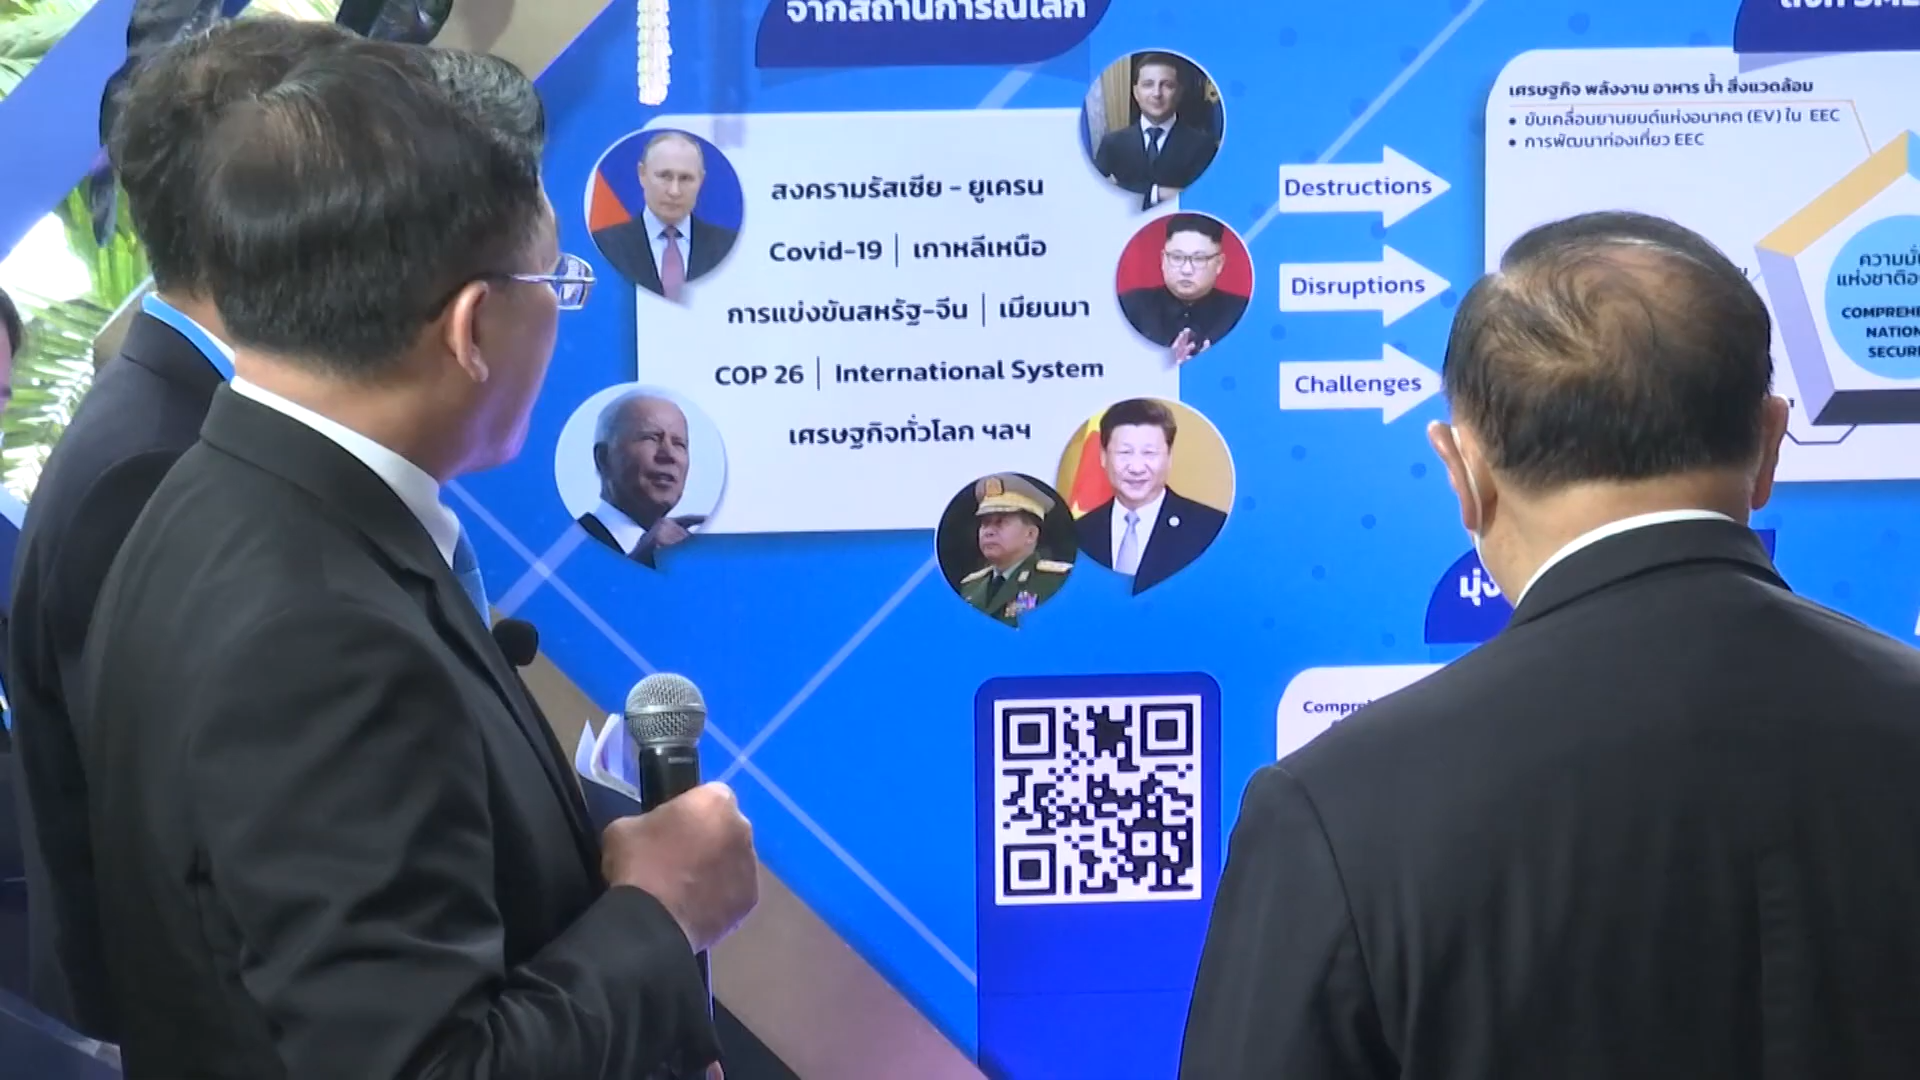 จากสถานการณ์โลก
สงครามรัสเซีย - ยูเครน
Covid-19 | เกาหลีเหนือ
การแข่งขันสหรัฐ-จีน | เมียนมา
COP 26 | International System
เศรษฐกิจทั่วโลก ฯลฯ
Destructions
Disruptions
Challenges
เศรษฐกิจ พลังงาน อาหาร น้ำ สิ่งแวดล้อม
• ขับเคลื่อนยานยนต์แห่งอนาคต (EV) ใน EEC
• การพัฒนาท่องเที่ยว EEC
แห่งชาติ